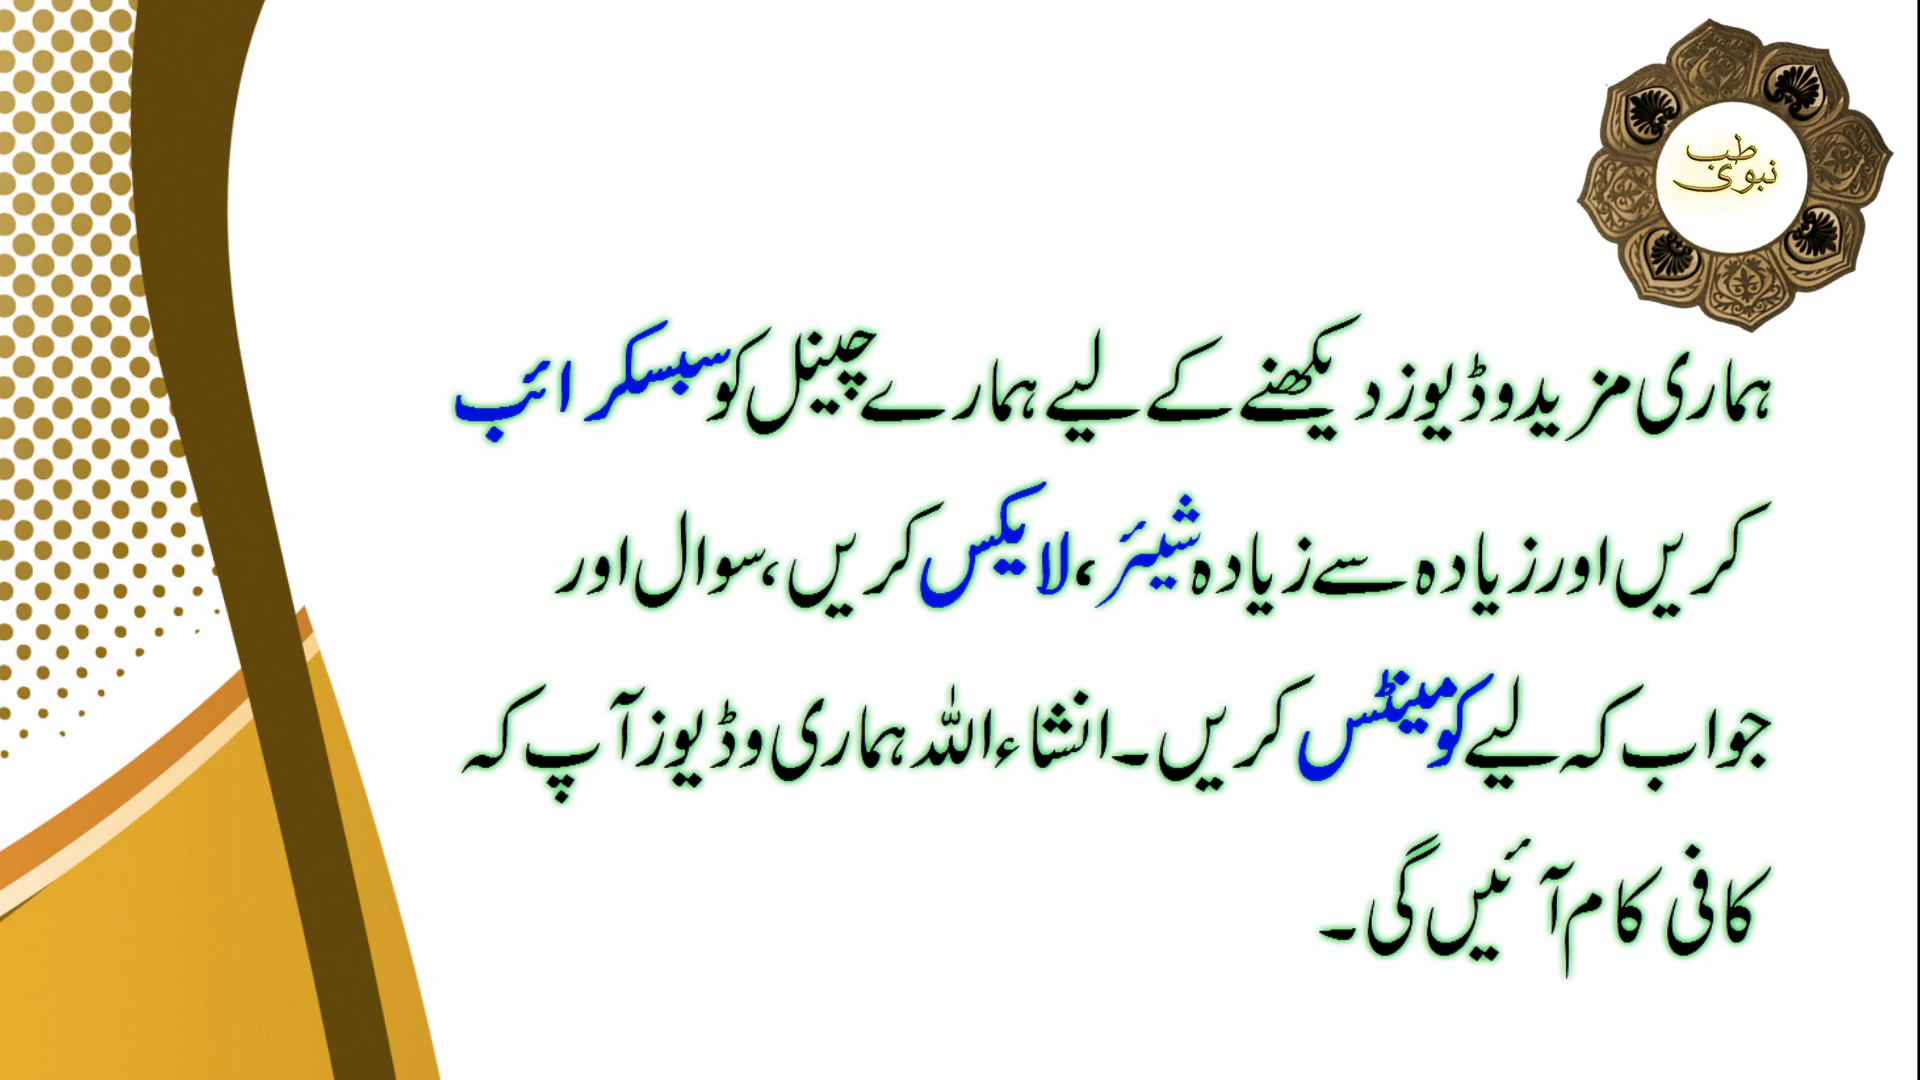 طب
نبوی
ہماری مزید وڈیوز دیکھنے کے لیے ہمارے چینل کو سبسکرائب
کریں اور زیادہ سے زیادہ شیئر، لایکس کریں، سوال اور
جواب کہ لیے کومینٹس کریں۔ انشاءاللہ ہماری وڈیوز آپ کہ
کافی کام آئیں گی۔